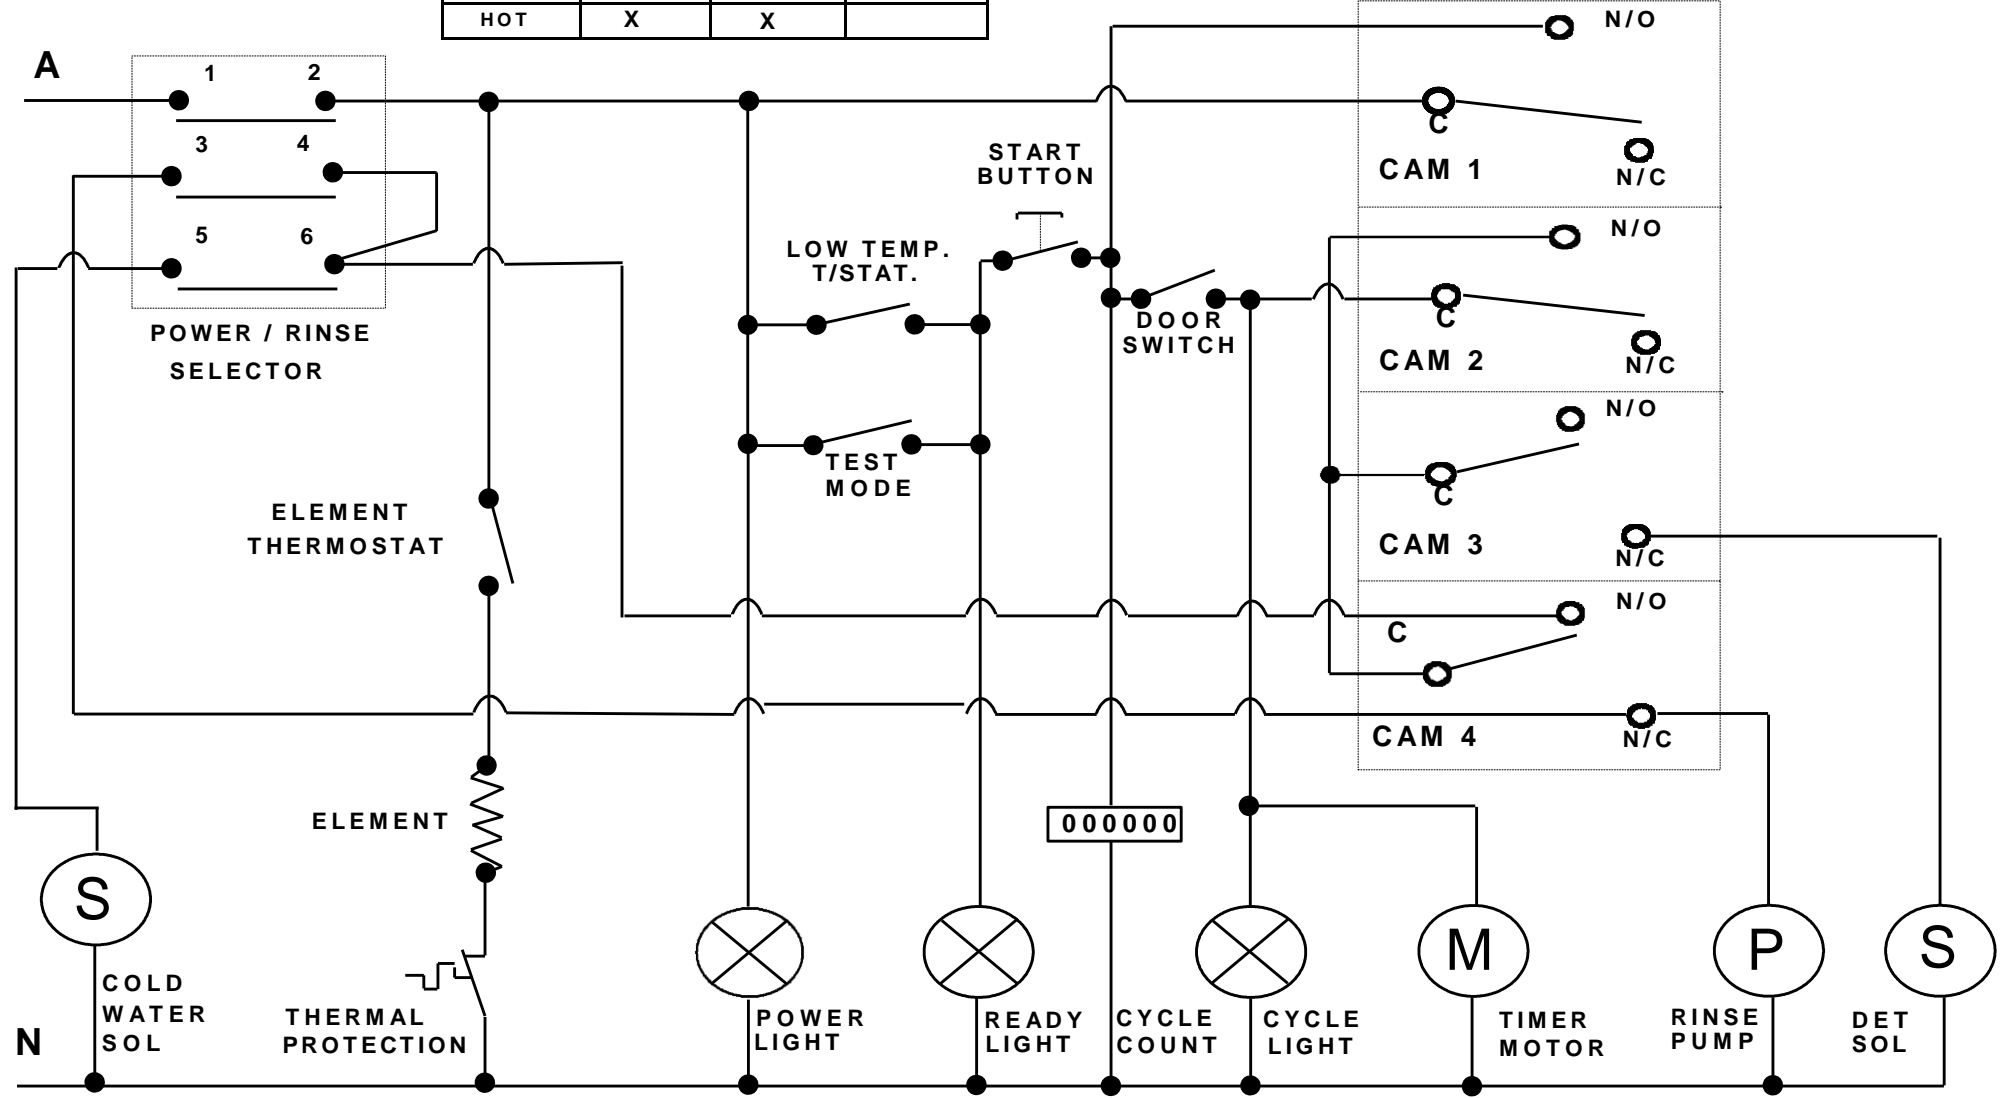 HOT X X
N/O
A
1 2
C
3 4
START
BUTTON
CAM 1
N/C
5 6
LOW TEMP.
T/STAT.
N/O
POWER / RINSE
SELECTOR
DOOR
SWITCH
C
CAM 2
N/C
N/O
TEST
MODE
C
ELEMENT
THERMOSTAT
CAM 3
N/C
N/O
C
CAM 4
N/C
ELEMENT
000000
S
M
P
S
COLD
WATER
SOL
THERMAL
PROTECTION
POWER
LIGHT
READY
LIGHT
CYCLE
COUNT
CYCLE
LIGHT
TIMER
MOTOR
RINSE
PUMP
DET
SOL
N